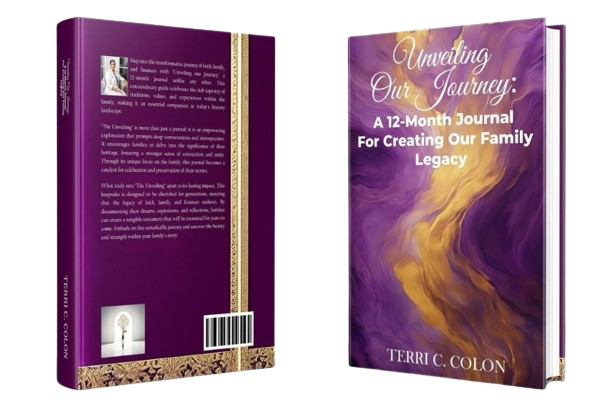 Step into the transformative journey of faith, family,
and finances with 'Unveiling our Journey,' a
12-month journal unlike any other. This
extraordinary guide celebrates the rich tapestry of
traditions, values, and experiences within the
family, making it an essential companion in today's literary
landscape.
"The Unveiling" is more than just a journal; it is an empowering
exploration that prompts deep conversations and introspection.
It encourages families to delve into the significance of their
heritage, fostering a stronger sense of connection and unity.
Through its unique focus on the family, this journal becomes a
catalyst for celebration and preservation of their stories.
What truly sets "The Unveiling" apart is its lasting impact. This
keepsake is designed to be cherished for generations, ensuring
that the legacy of faith, family, and finances endures. By
documenting their dreams, aspirations, and reflections, families
can create a tangible testament that will be treasured for years to
come. Embark on this remarkable journey and uncover the beauty
and strength within your family's story.
TERRI C. COLON
Unveiling
Our Journey:
A 12-Month Journal
For Creating Our Family
Legacy
TERRI C. COLON